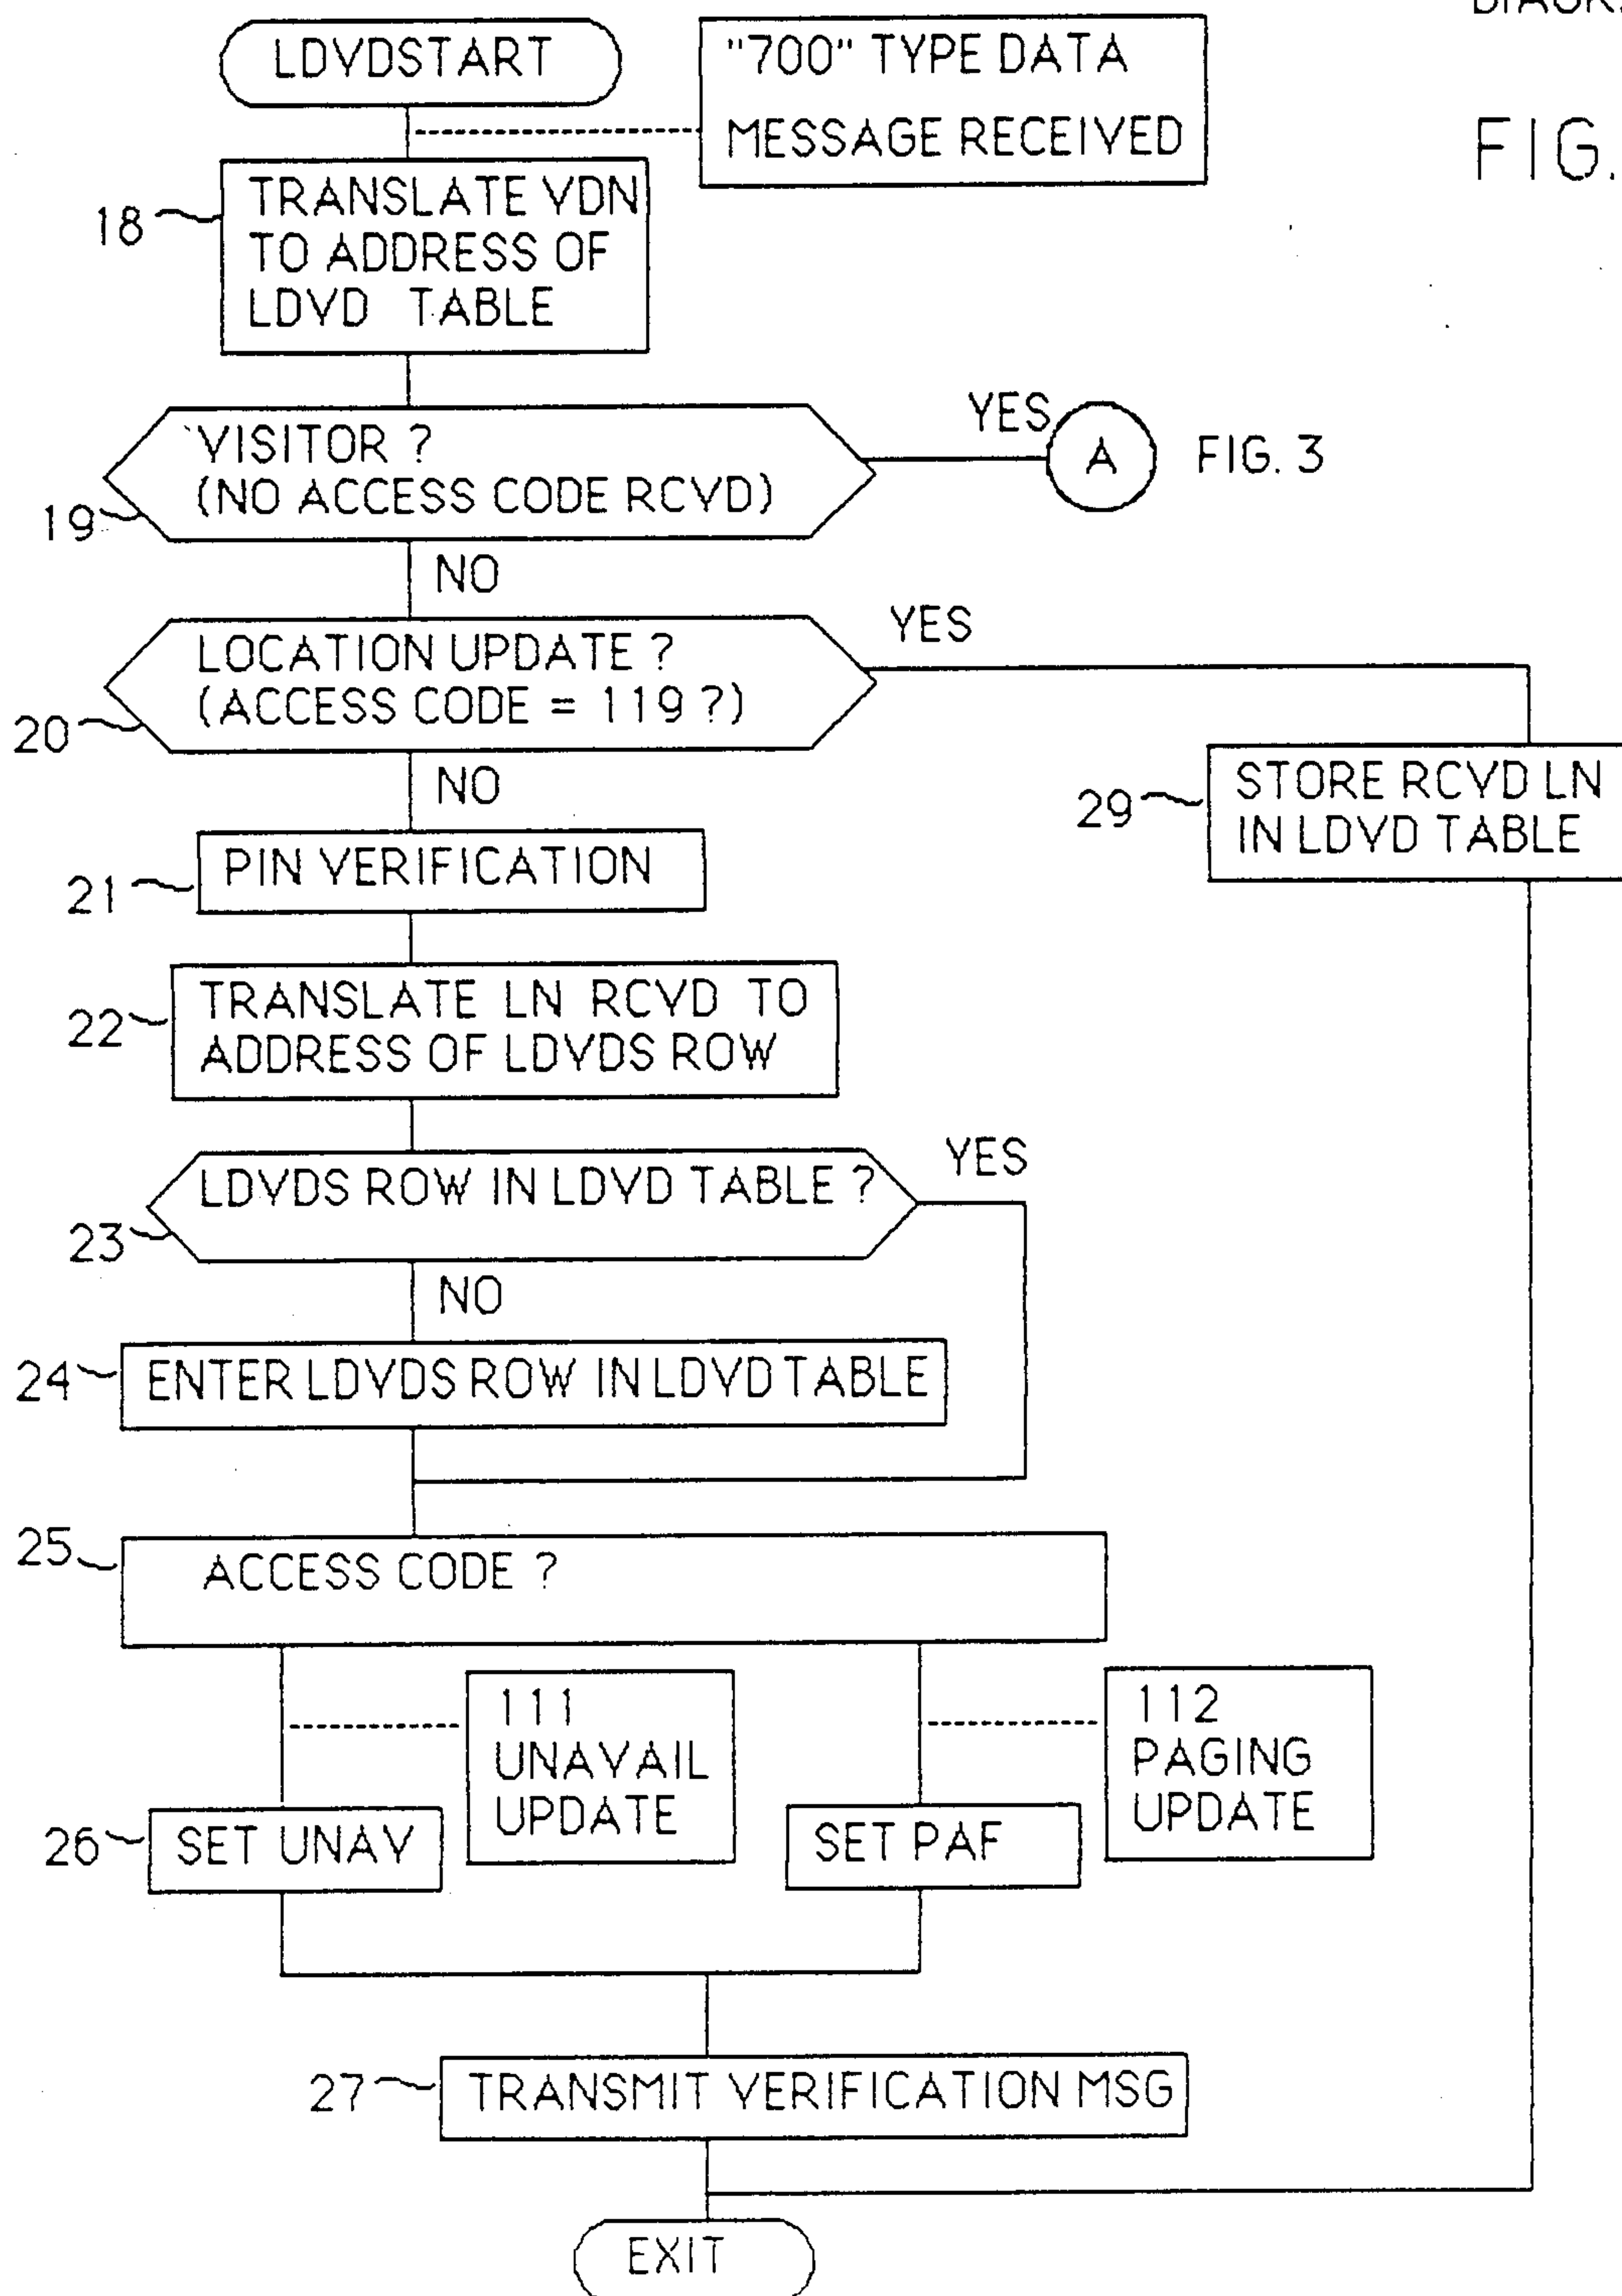 DIAGR
FIG.
LDVDSTART
"700" TYPE DATA
MESSAGE RECEIVED
18
TRANSLATE VDN
TO ADDRESS OF
LDVD TABLE
19
VISITOR ?
(NO ACCESS CODE RCVD)
YES
A
FIG. 3
NO
20
LOCATION UPDATE ?
(ACCESS CODE = 119 ?)
YES
29
STORE RCVD LN
IN LDVD TABLE
NO
21
PIN VERIFICATION
22
TRANSLATE LN RCVD TO
ADDRESS OF LDVDS ROW
23
LDVDS ROW IN LDVD TABLE ?
YES
NO
24
ENTER LDVDS ROW IN LDVD TABLE
25
ACCESS CODE ?
111
UNAVAIL
UPDATE
112
PAGING
UPDATE
26
SET UNAV
SET PAF
27
TRANSMIT VERIFICATION MSG
EXIT